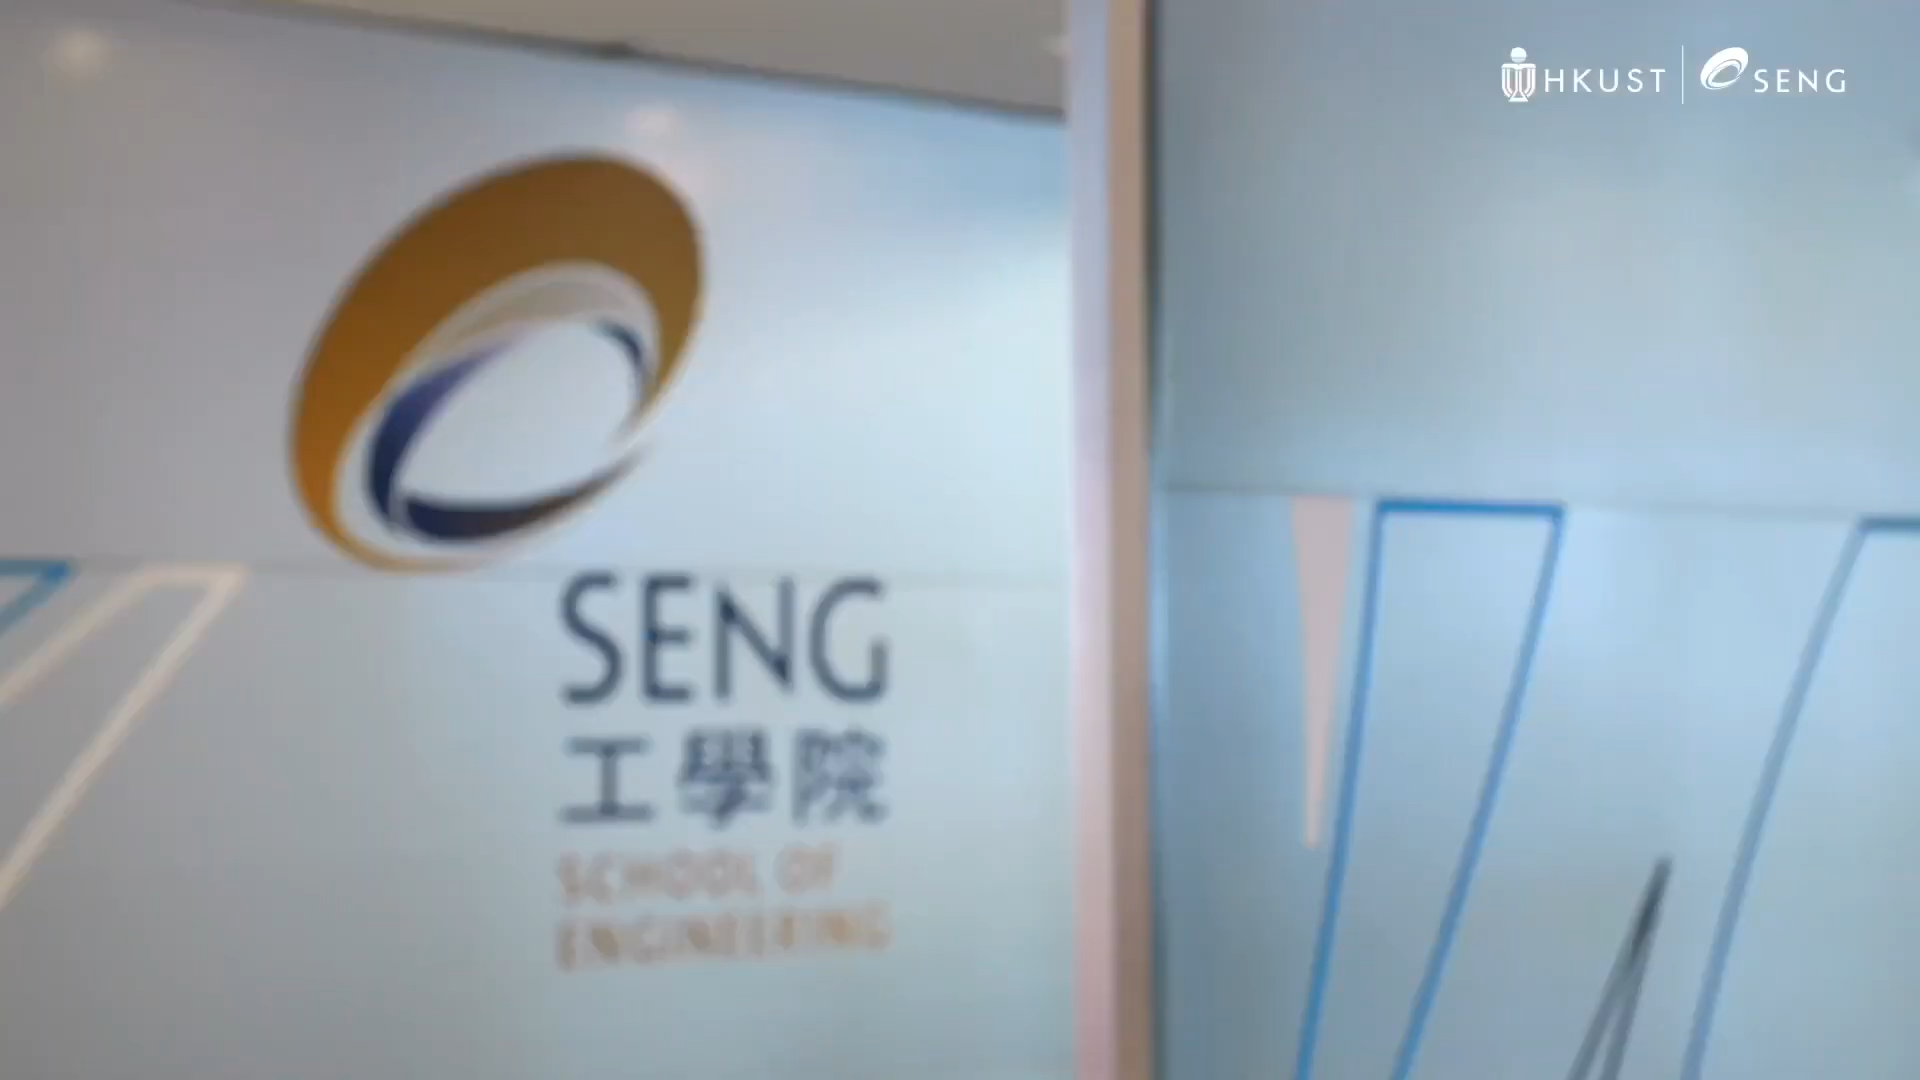 HKUST SENG
SENG
工學院
SCHOOL OF
ENGINEERING